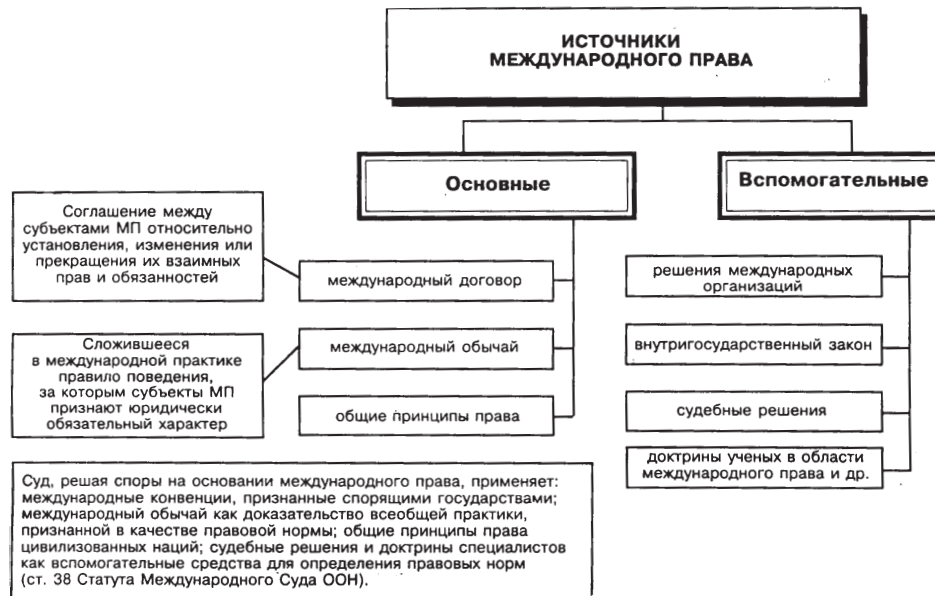 ИСТОЧНИКИ
МЕЖДУНАРОДНОГО ПРАВА
Основные
Вспомогательные
Соглашение между
субъектами МП относительно
установления, изменения или
прекращения их взаимных
прав и обязанностей
международный договор
Сложившееся
в международной практике
правило поведения,
за которым субъекты МП
признают юридически
обязательный характер
международный обычай
общие принципы права
решения международных
организаций
внутригосударственный закон
судебные решения
доктрины ученых в области
международного права и др.
Суд, решая споры на основании международного права, применяет:
международные конвенции, признанные спорящими государствами;
международный обычай как доказательство всеобщей практики,
признанной в качестве правовой нормы; общие принципы права
цивилизованных наций; судебные решения и доктрины специалистов
как вспомогательные средства для определения правовых норм
(ст. 38 Статута Международного Суда ООН).